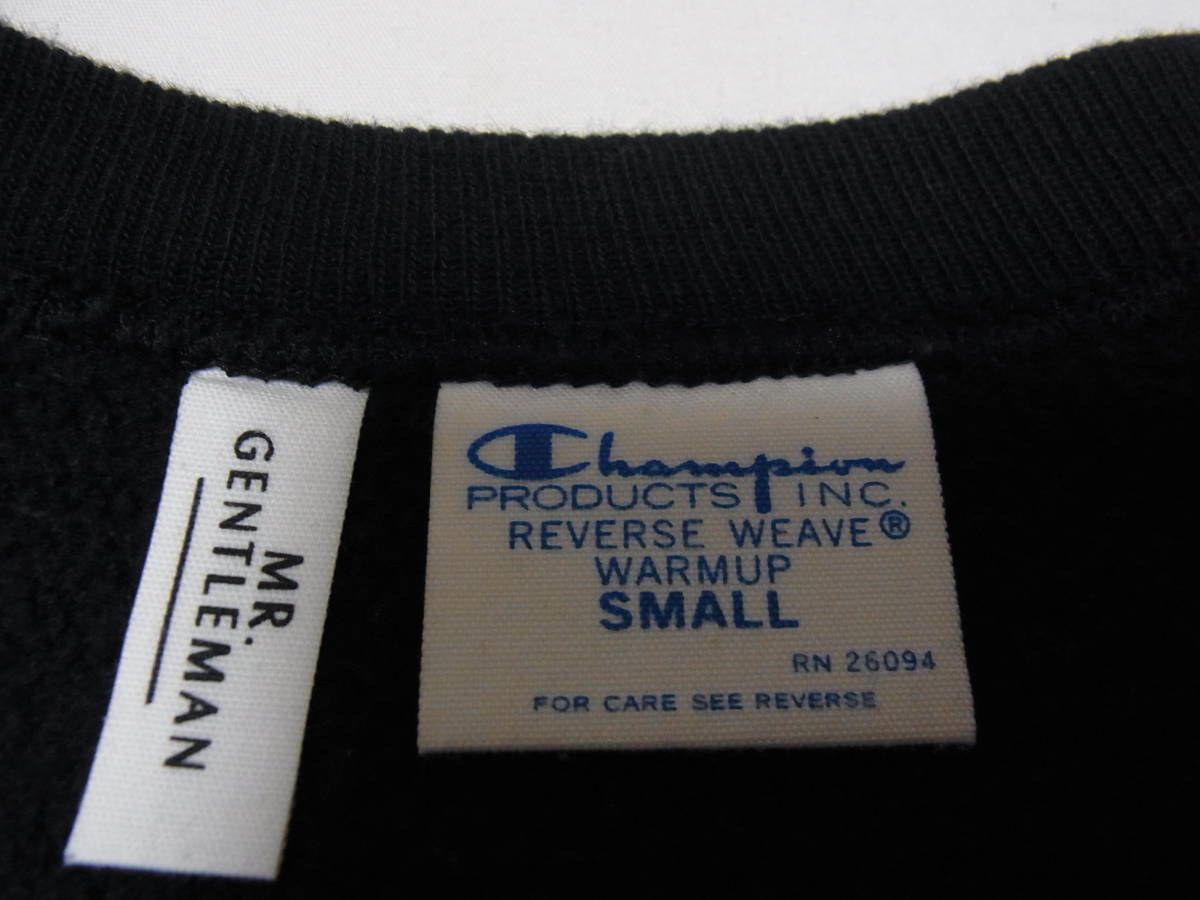 MR.
GENTLEMAN
Champion
PRODUCTS INC.
REVERSE WEAVE®
WARMUP
SMALL
RN 26094
FOR CARE SEE REVERSE